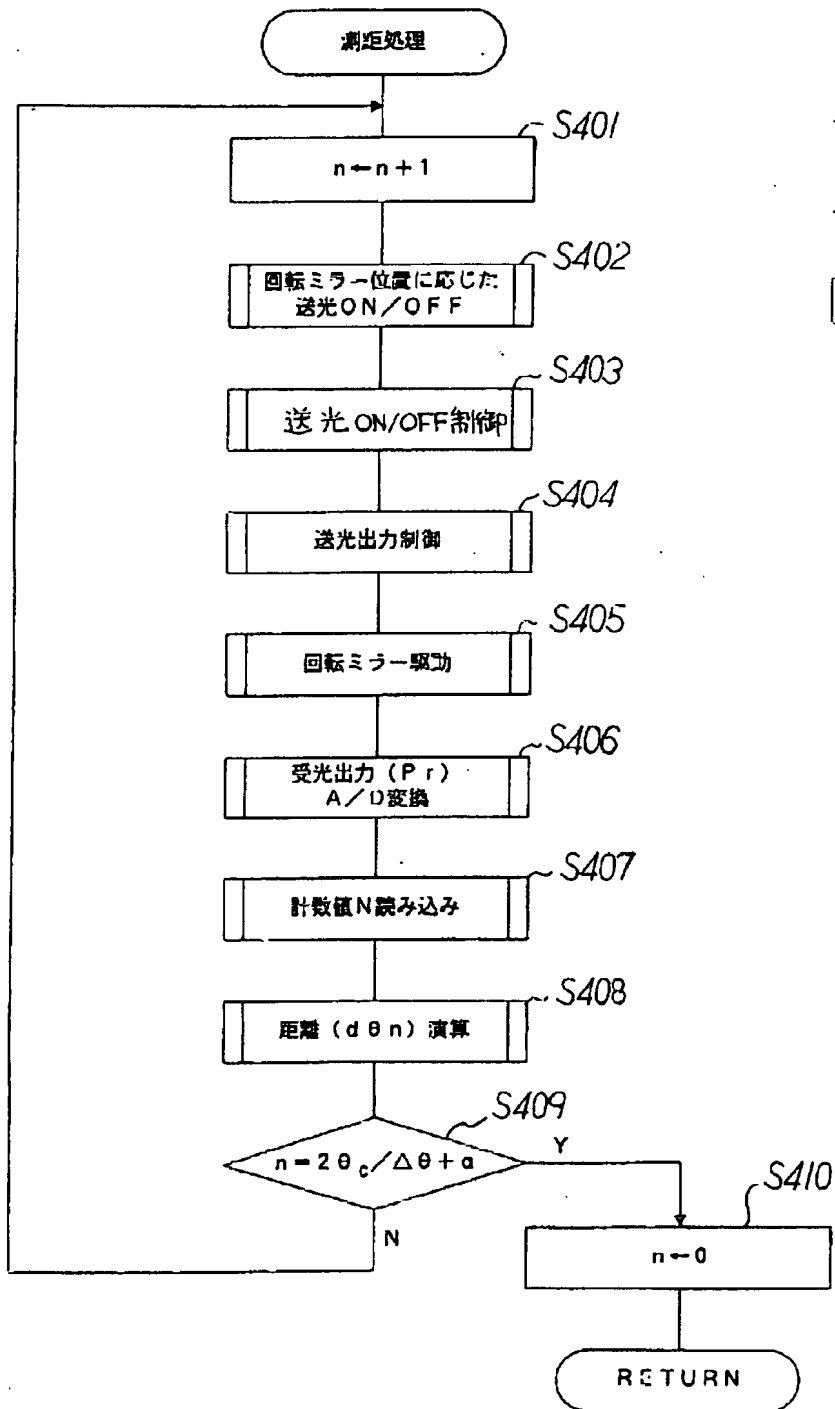 測距処理
S401
n←n+1
S402
回転ミラー位置に応じた
送光ON/OFF
S403
送光ON/OFF制御
S404
送光出力制御
S405
回転ミラー駆動
S406
受光出力(Pr)
A/D変換
S407
計数値N読み込み
S408
距離(dθn)演算
S409
n=2θc/Δθ+α
Y
N
S410
n←0
RETURN